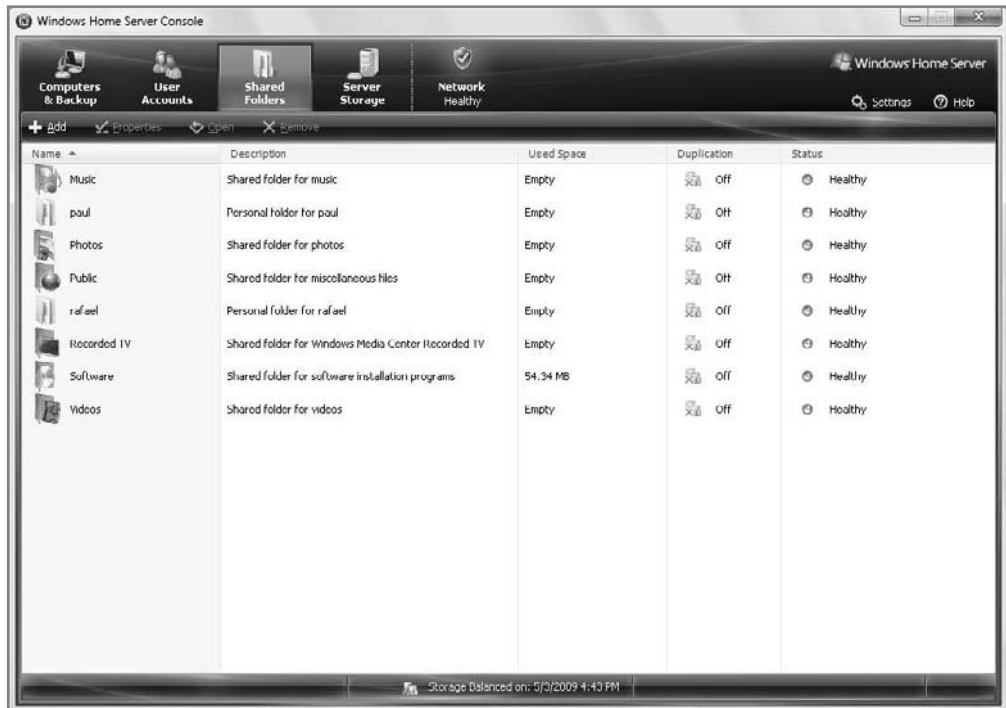 Windows Home Server Console
Computers & Backup
User Accounts
Shared Folders
Server Storage
Network Healthy
Windows Home Server
Settings Help
Add Properties Open Remove
Name Description Used Space Duplication Status
Music Shared folder for music Empty Off Healthy
paul Personal folder for paul Empty Off Healthy
Photos Shared folder for photos Empty Off Healthy
Public Shared folder for miscellaneous files Empty Off Healthy
rafael Personal folder for rafael Empty Off Healthy
Recorded TV Shared folder for Windows Media Center Recorded TV Empty Off Healthy
Software Shared folder for software installation programs 54.34 MB Off Healthy
Videos Shared folder for videos Empty Off Healthy
Storage Balanced on: 5/3/2009 4:43 PM